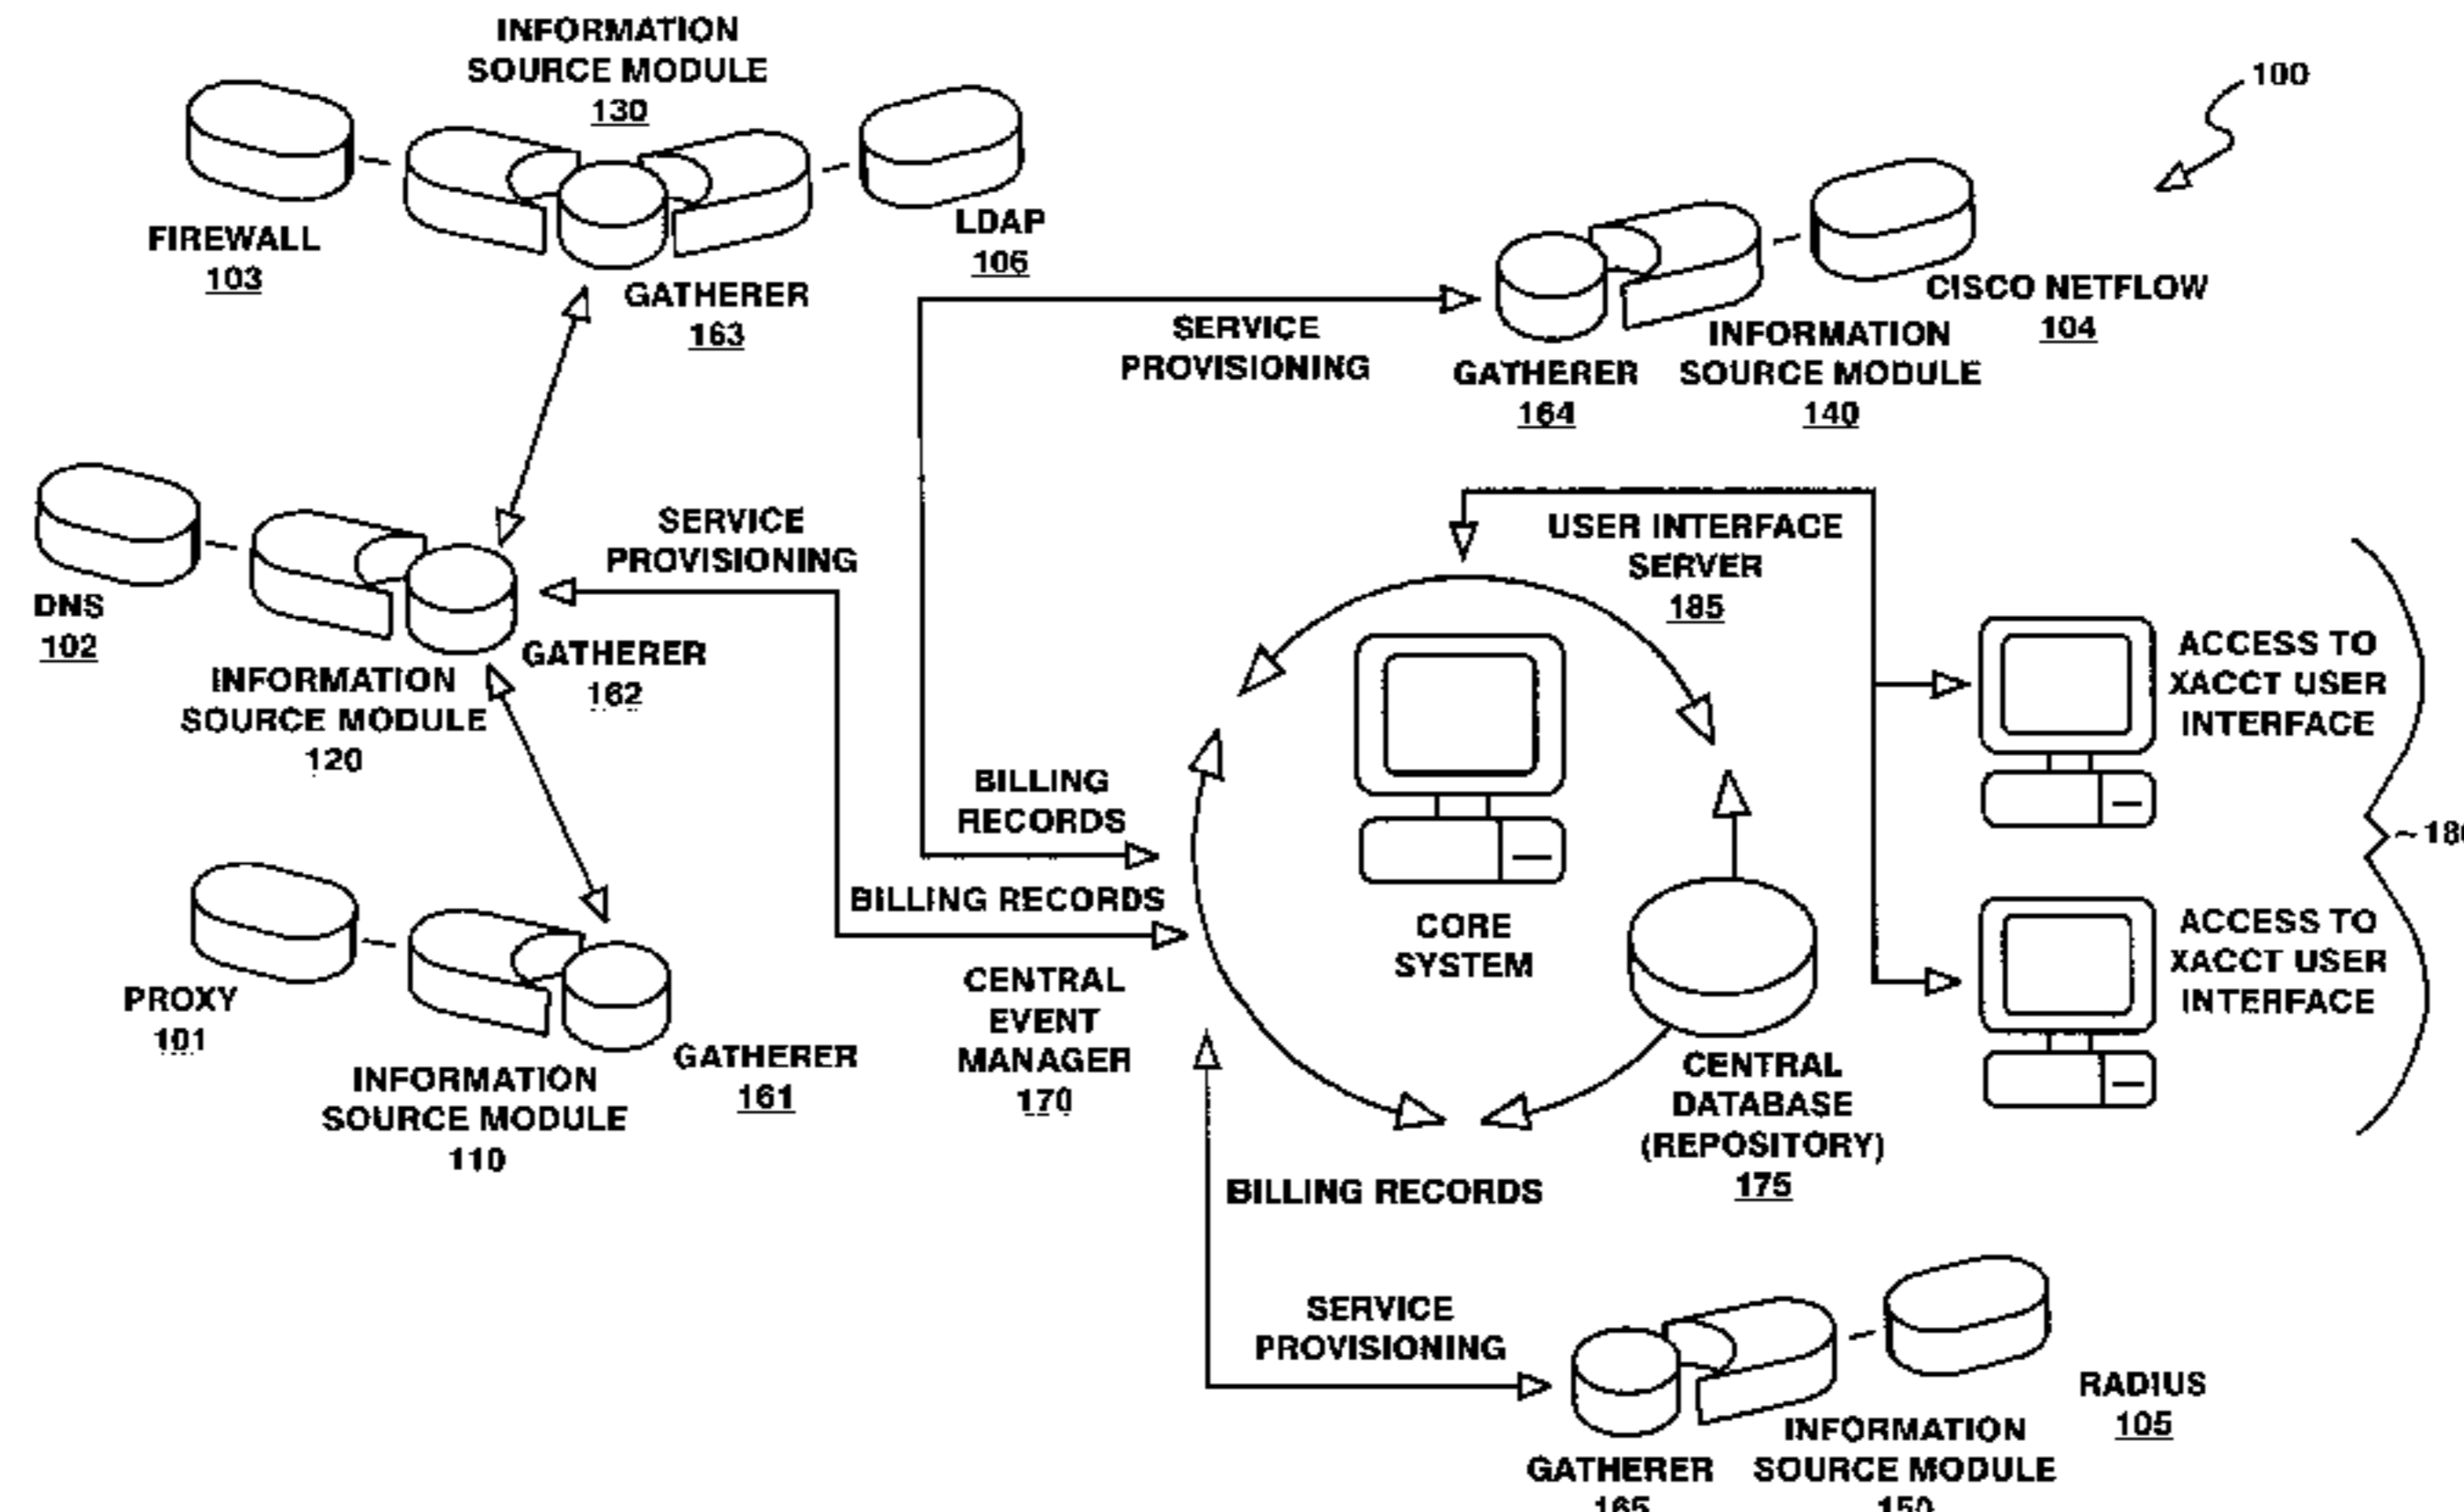 INFORMATION
SOURCE MODULE
130
100
FIREWALL
103
LDAP
106
GATHERER
163
CISCO NETFLOW
104
SERVICE
PROVISIONING
GATHERER
164
INFORMATION
SOURCE MODULE
140
DNS
102
SERVICE
PROVISIONING
GATHERER
162
INFORMATION
SOURCE MODULE
120
USER INTERFACE
SERVER
185
ACCESS TO
XACCT USER
INTERFACE
BILLING
RECORDS
BILLING RECORDS
CORE
SYSTEM
ACCESS TO
XACCT USER
INTERFACE
PROXY
101
GATHERER
161
INFORMATION
SOURCE MODULE
110
CENTRAL
EVENT
MANAGER
170
CENTRAL
DATABASE
(REPOSITORY)
175
BILLING RECORDS
SERVICE
PROVISIONING
RADIUS
105
GATHERER
165
INFORMATION
SOURCE MODULE
150